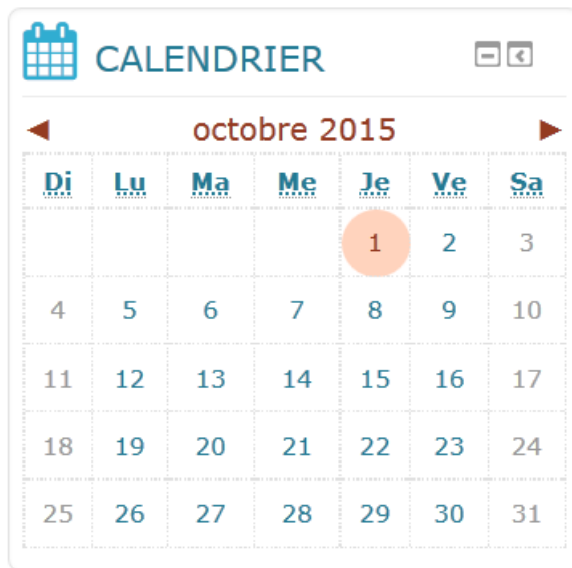 CALENDRIER
octobre 2015
Di Lu Ma Me Je Ve Sa
1 2 3
4 5 6 7 8 9 10
11 12 13 14 15 16 17
18 19 20 21 22 23 24
25 26 27 28 29 30 31